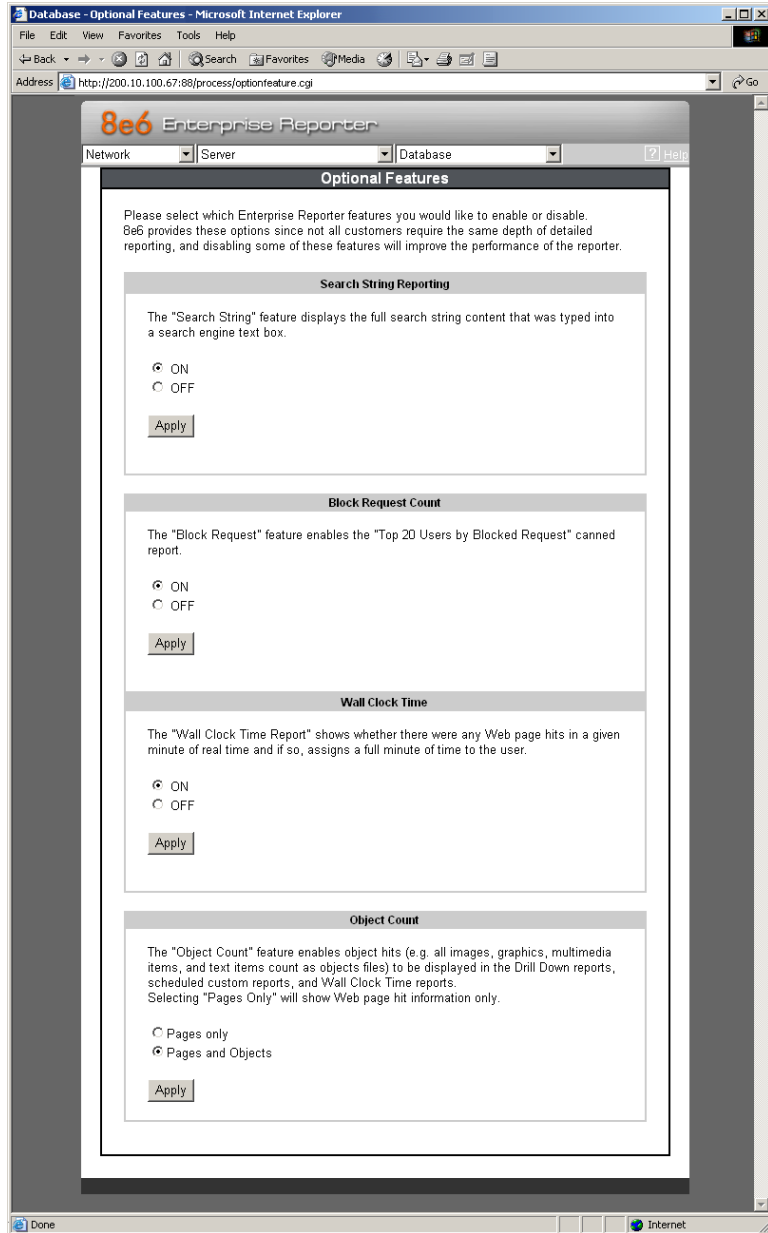 Database - Optional Features - Microsoft Internet Explorer
File Edit View Favorites Tools Help
Back Search Favorites Media
Address http://200.10.100.67:88/process/optionfeature.cgi Go
8e6 Enterprise Reporter
Network Server Database ? Help
Optional Features
Please select which Enterprise Reporter features you would like to enable or disable.
8e6 provides these options since not all customers require the same depth of detailed
reporting, and disabling some of these features will improve the performance of the reporter.
Search String Reporting
The "Search String" feature displays the full search string content that was typed into
a search engine text box.
ON
OFF
Apply
Block Request Count
The "Block Request" feature enables the "Top 20 Users by Blocked Request" canned
report.
ON
OFF
Apply
Wall Clock Time
The "Wall Clock Time Report" shows whether there were any Web page hits in a given
minute of real time and if so, assigns a full minute of time to the user.
ON
OFF
Apply
Object Count
The "Object Count" feature enables object hits (e.g. all images, graphics, multimedia
items, and text items count as objects files) to be displayed in the Drill Down reports,
scheduled custom reports, and Wall Clock Time reports.
Selecting "Pages Only" will show Web page hit information only.
Pages only
Pages and Objects
Apply
Done Internet